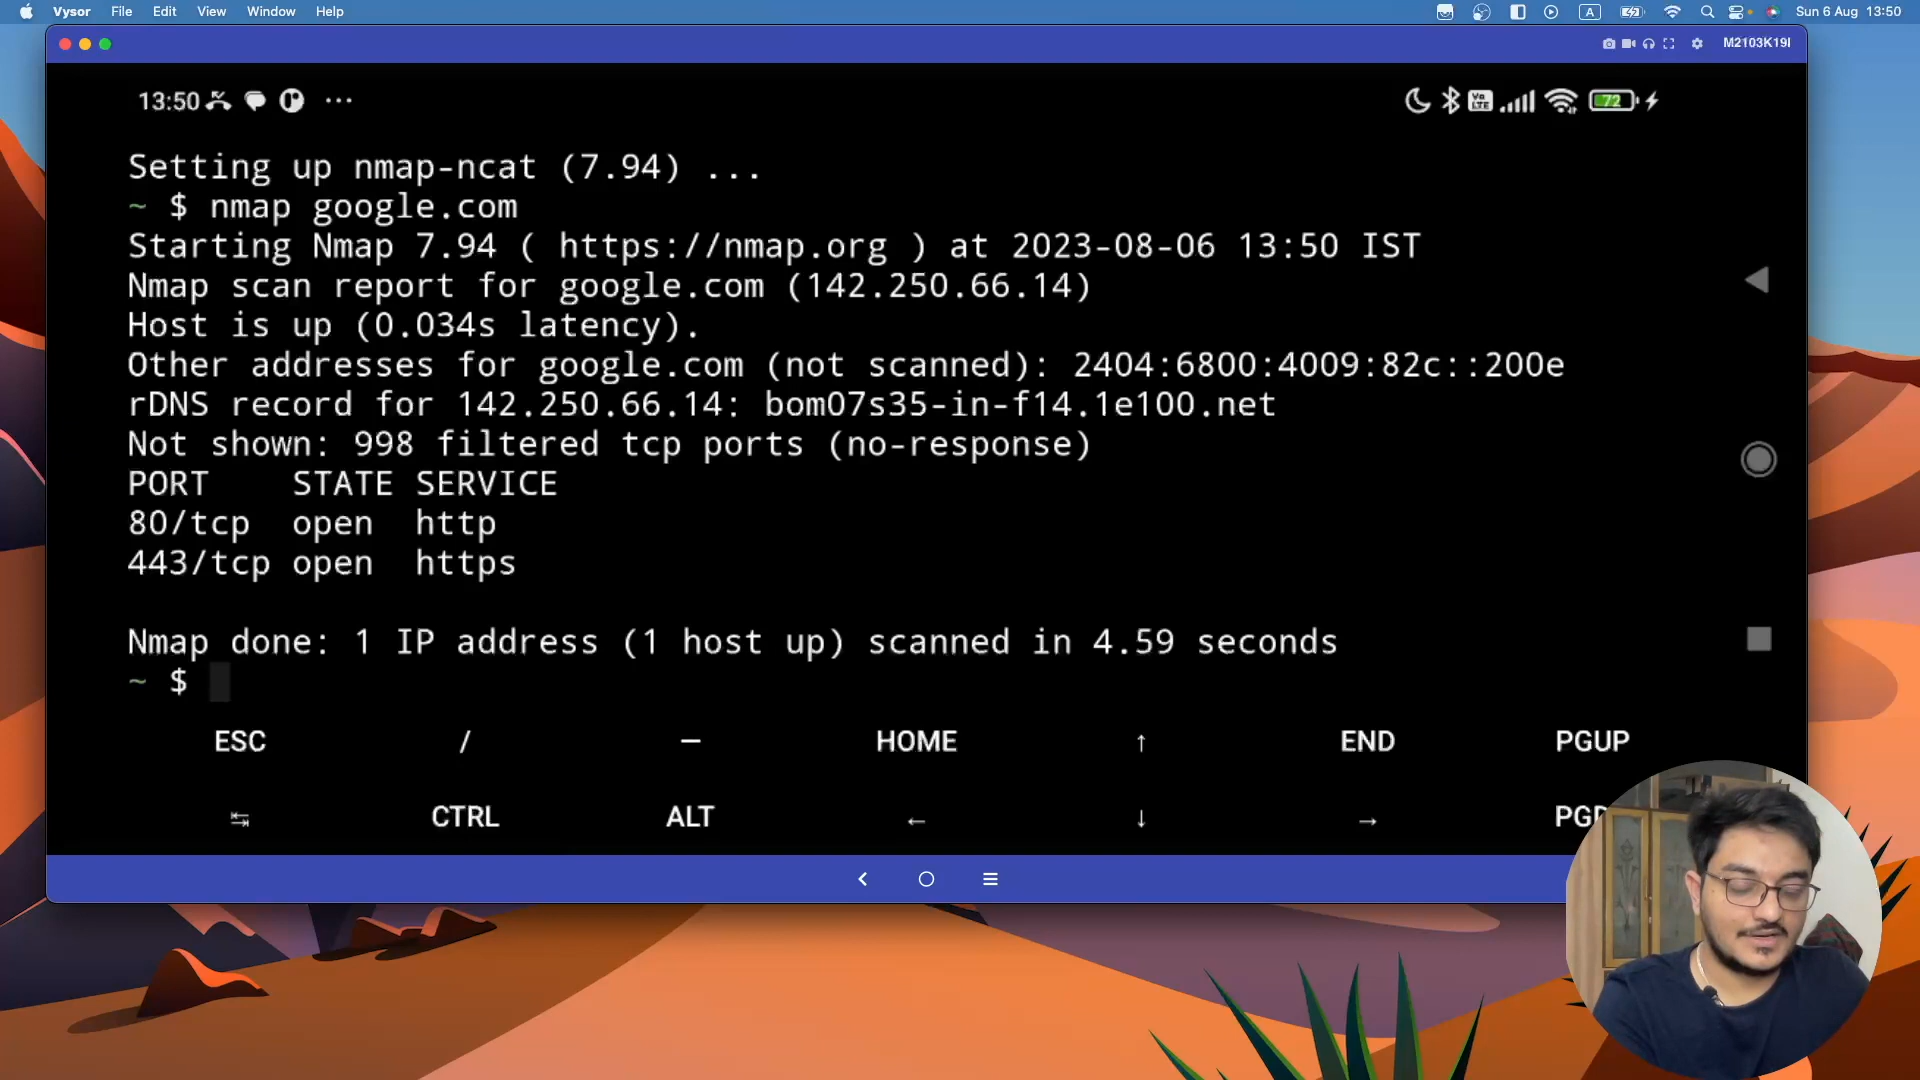 Vysor File Edit View Window Help
A
Sun 6 Aug 13:50
M2103K19I
13:50
Vo LTE
72
Setting up nmap-ncat (7.94) ...
~ $ nmap google.com
Starting Nmap 7.94 ( https://nmap.org ) at 2023-08-06 13:50 IST
Nmap scan report for google.com (142.250.66.14)
Host is up (0.034s latency).
Other addresses for google.com (not scanned): 2404:6800:4009:82c::200e
rDNS record for 142.250.66.14: bom07s35-in-f14.1e100.net
Not shown: 998 filtered tcp ports (no-response)
PORT STATE SERVICE
80/tcp open http
443/tcp open https
Nmap done: 1 IP address (1 host up) scanned in 4.59 seconds
~ $
ESC / — HOME ↑ END PGUP
↹ CTRL ALT ← ↓ → PGD